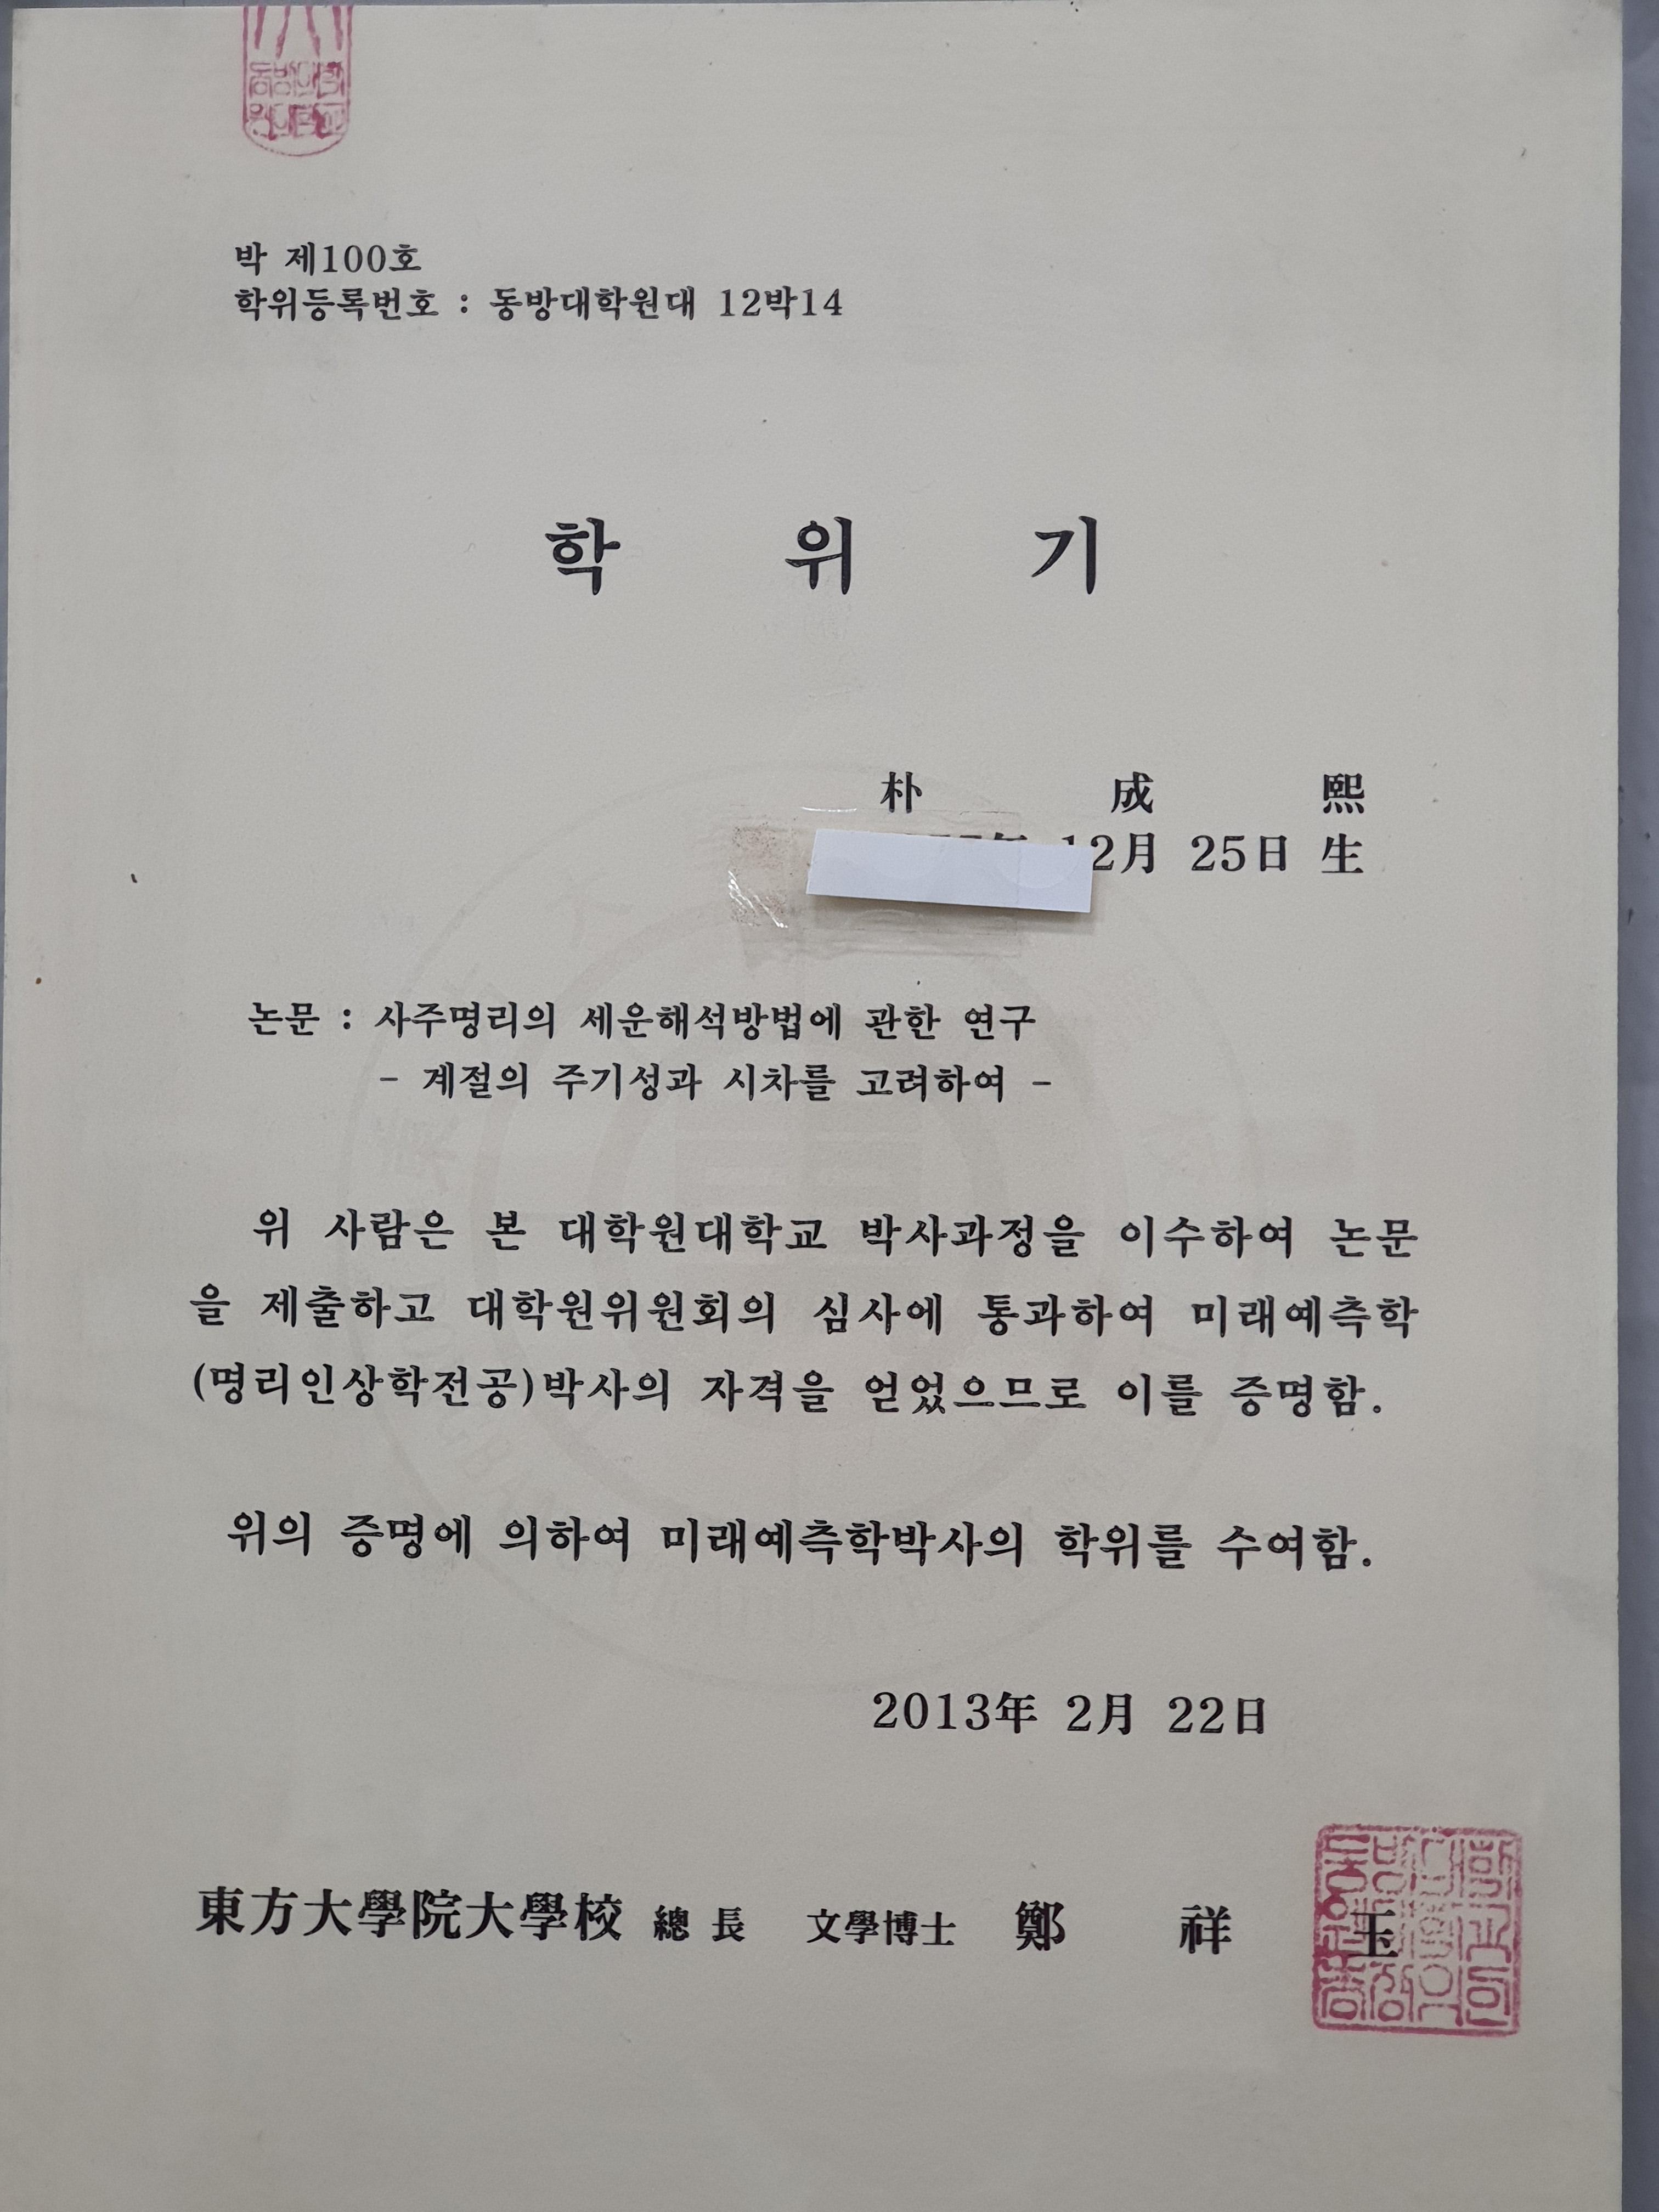 박 제100호
학위등록번호 : 동방대학원대 12박14
학 위 기
朴 成 熙
12月 25日 生
논문 : 사주명리의 세운해석방법에 관한 연구
- 계절의 주기성과 시차를 고려하여 -
위 사람은 본 대학원대학교 박사과정을 이수하여 논문
을 제출하고 대학원위원회의 심사에 통과하여 미래예측학
(명리인상학전공)박사의 자격을 얻었으므로 이를 증명함.
위의 증명에 의하여 미래예측학박사의 학위를 수여함.
2013年 2月 22日
東方大學院大學校 總 長 文學博士 鄭 祥 玉